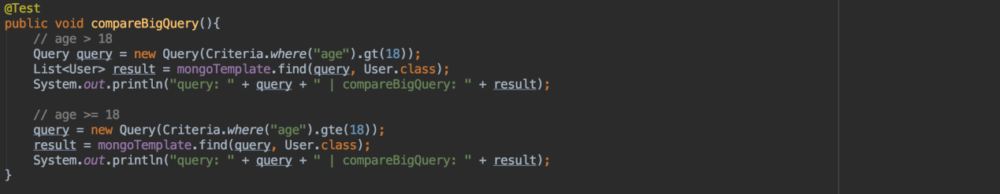 @Test
public void compareBigQuery(){
    // age > 18
    Query query = new Query(Criteria.where("age").gt(18));
    List<User> result = mongoTemplate.find(query, User.class);
    System.out.println("query: " + query + " | compareBigQuery: " + result);

    // age >= 18
    query = new Query(Criteria.where("age").gte(18));
    result = mongoTemplate.find(query, User.class);
    System.out.println("query: " + query + " | compareBigQuery: " + result);
}